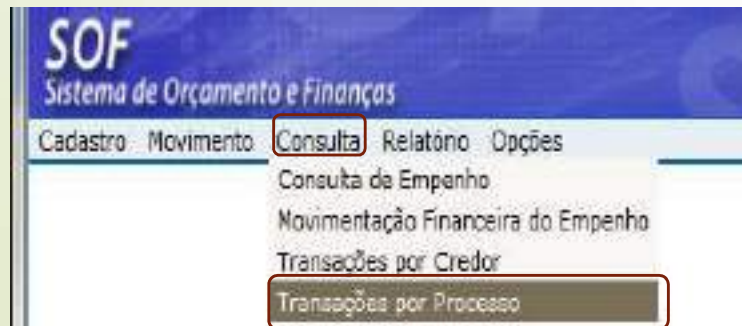 SOF
Sistema de Orçamento e Finanças
Cadastro Movimento Consulta Relatório Opções
Consulta de Empenho
Movimentação Financeira do Empenho
Transações por Credor
Transações por Processo